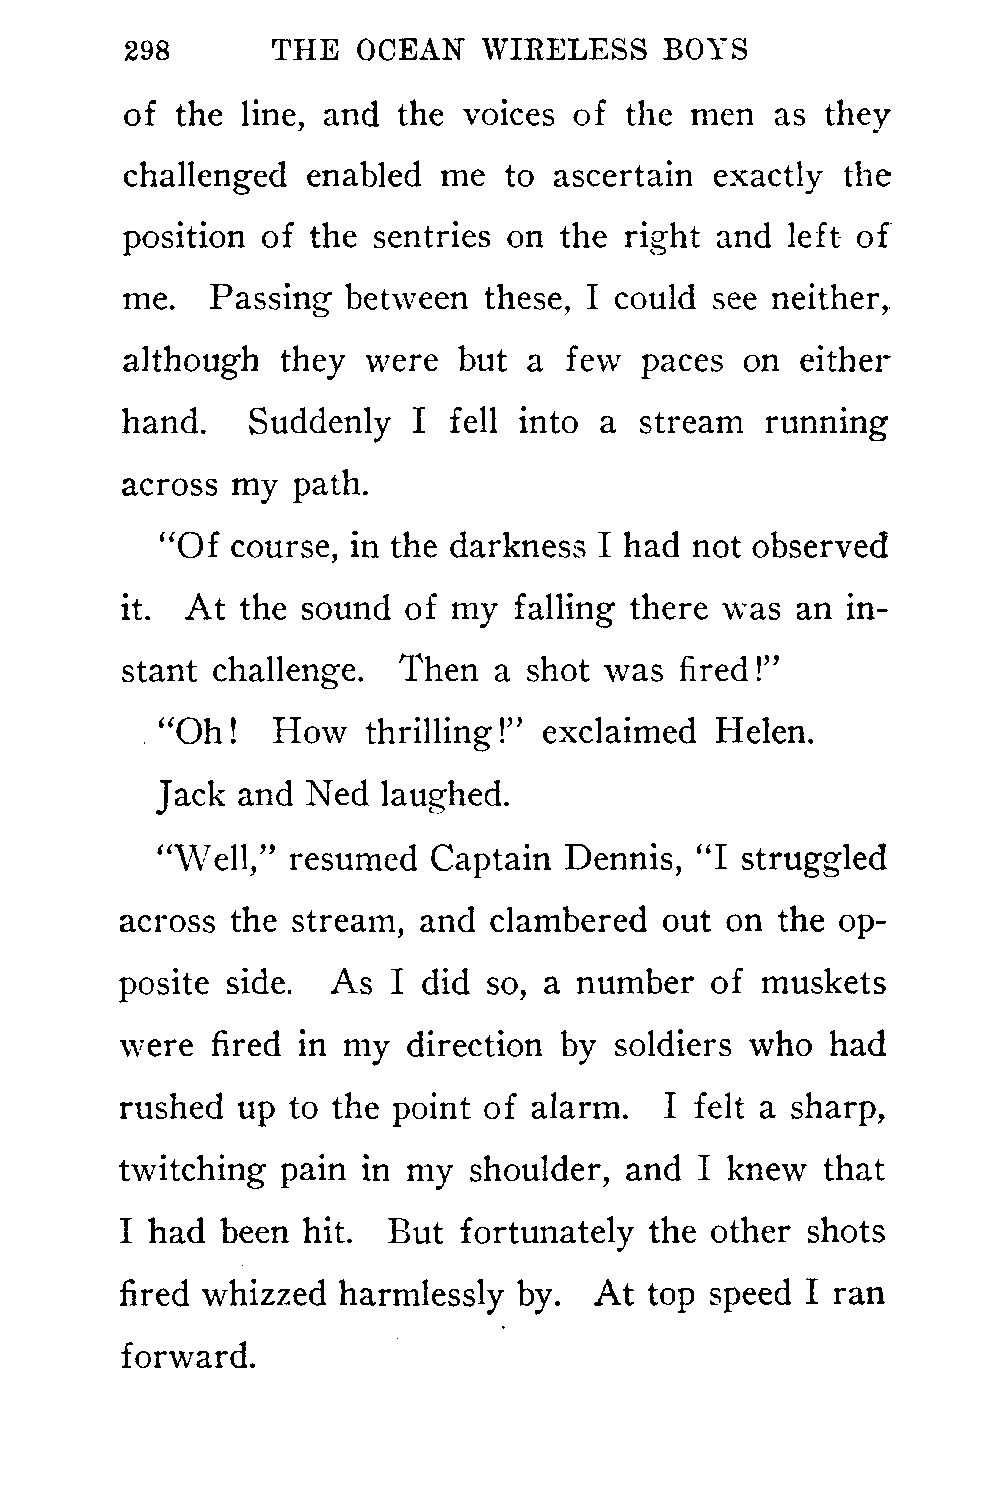 298 THE OCEAN WIRELESS BOYS
of the line, and the voices of the men as they
challenged enabled me to ascertain exactly the
position of the sentries on the right and left of
me. Passing between these, I could see neither,
although they were but a few paces on either
hand. Suddenly I fell into a stream running
across my path.
“Of course, in the darkness I had not observed
it. At the sound of my falling there was an in-
stant challenge. Then a shot was fired!”
“Oh! How thrilling!” exclaimed Helen.
Jack and Ned laughed.
“Well,” resumed Captain Dennis, “I struggled
across the stream, and clambered out on the op-
posite side. As I did so, a number of muskets
were fired in my direction by soldiers who had
rushed up to the point of alarm. I felt a sharp,
twitching pain in my shoulder, and I knew that
I had been hit. But fortunately the other shots
fired whizzed harmlessly by. At top speed I ran
forward.